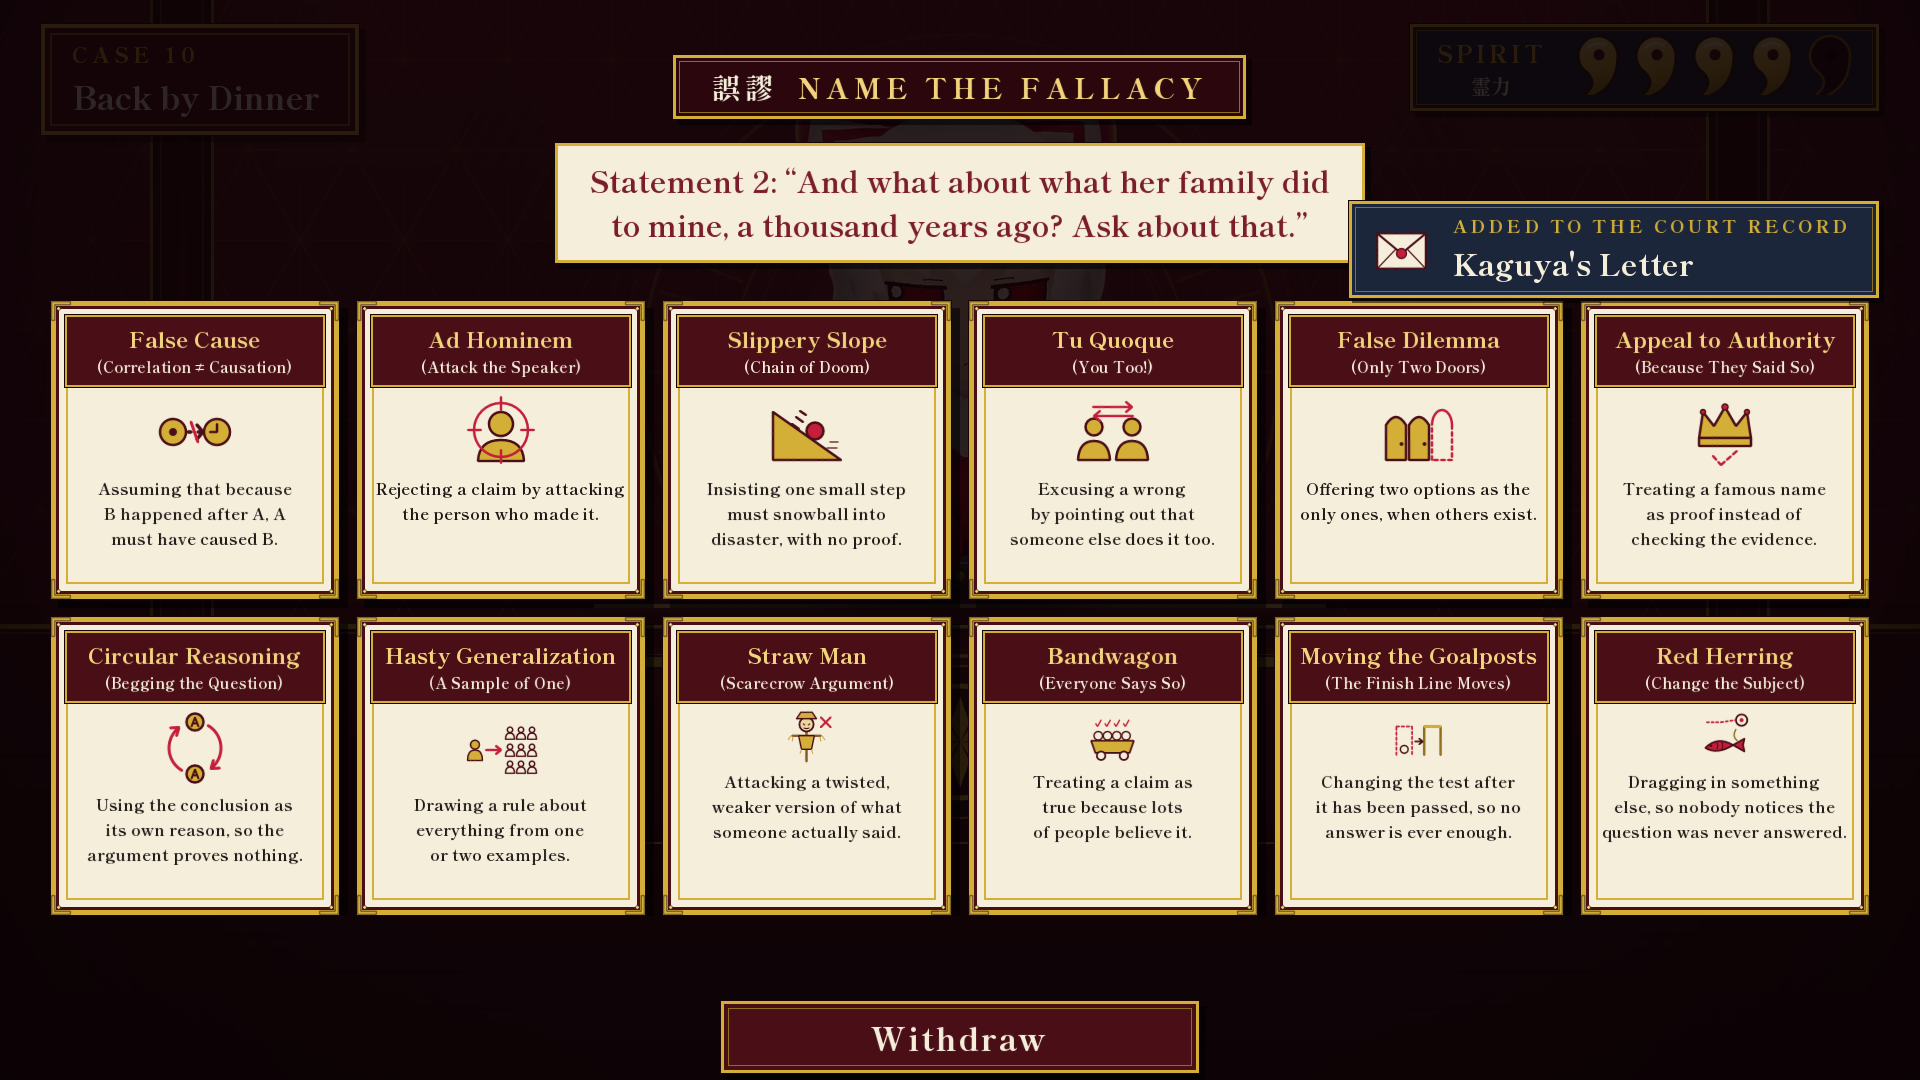 CASE 10
Back by Dinner
誤謬 NAME THE FALLACY
SPIRIT
霊力
Statement 2: “And what about what her family did
to mine, a thousand years ago? Ask about that.”
ADDED TO THE COURT RECORD
Kaguya's Letter
False Cause
(Correlation ≠ Causation)
Assuming that because
B happened after A, A
must have caused B.
Ad Hominem
(Attack the Speaker)
Rejecting a claim by attacking
the person who made it.
Slippery Slope
(Chain of Doom)
Insisting one small step
must snowball into
disaster, with no proof.
Tu Quoque
(You Too!)
Excusing a wrong
by pointing out that
someone else does it too.
False Dilemma
(Only Two Doors)
Offering two options as the
only ones, when others exist.
Appeal to Authority
(Because They Said So)
Treating a famous name
as proof instead of
checking the evidence.
Circular Reasoning
(Begging the Question)
A
A
Using the conclusion as
its own reason, so the
argument proves nothing.
Hasty Generalization
(A Sample of One)
Drawing a rule about
everything from one
or two examples.
Straw Man
(Scarecrow Argument)
Attacking a twisted,
weaker version of what
someone actually said.
Bandwagon
(Everyone Says So)
Treating a claim as
true because lots
of people believe it.
Moving the Goalposts
(The Finish Line Moves)
Changing the test after
it has been passed, so no
answer is ever enough.
Red Herring
(Change the Subject)
Dragging in something
else, so nobody notices the
question was never answered.
Withdraw